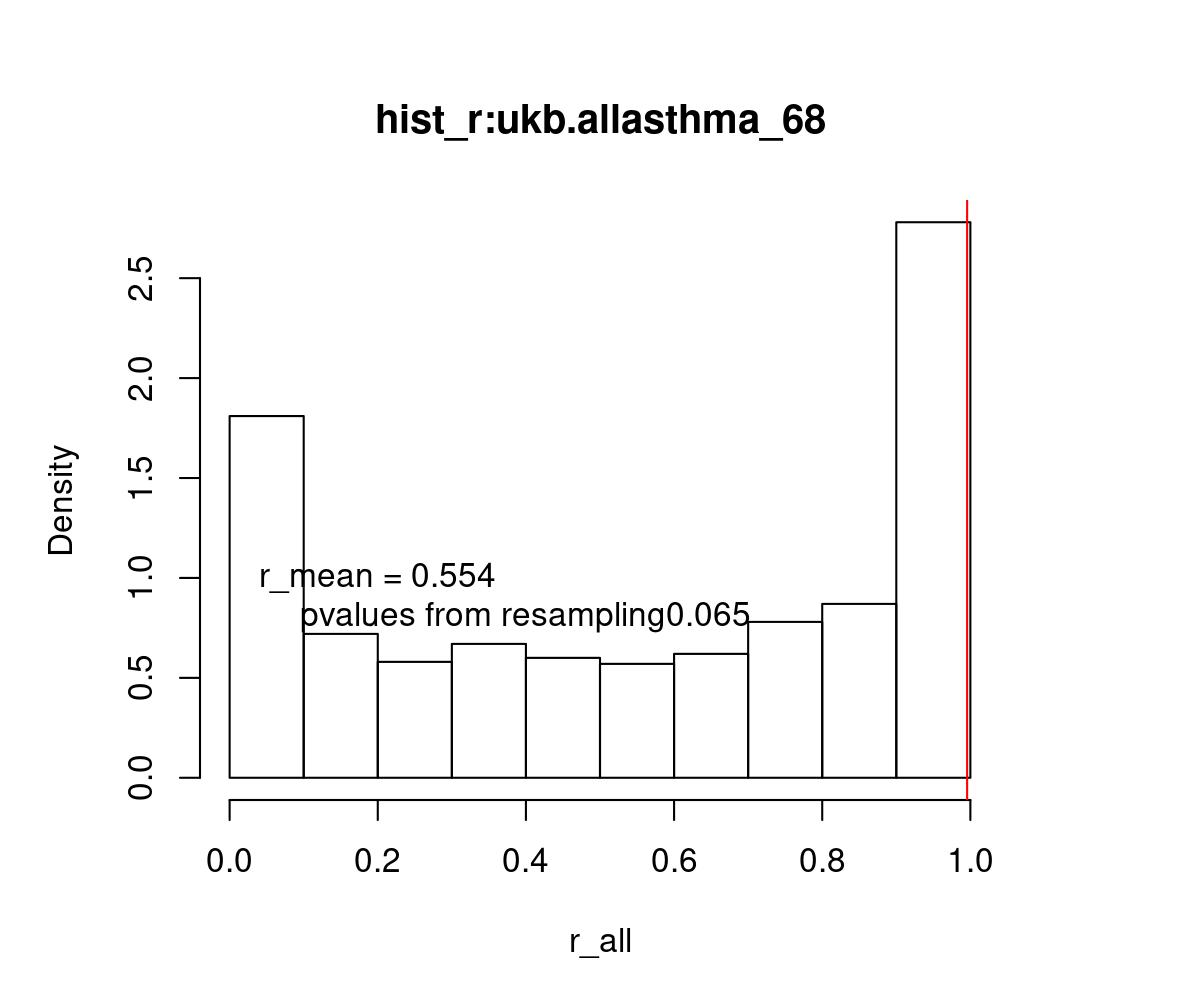 hist_r:ukb.allasthma_68
Density
2.5
2.0
1.5
1.0
0.5
0.0
r_mean = 0.554
pvalues from resampling0.065
0.0 0.2 0.4 0.6 0.8 1.0
r_all